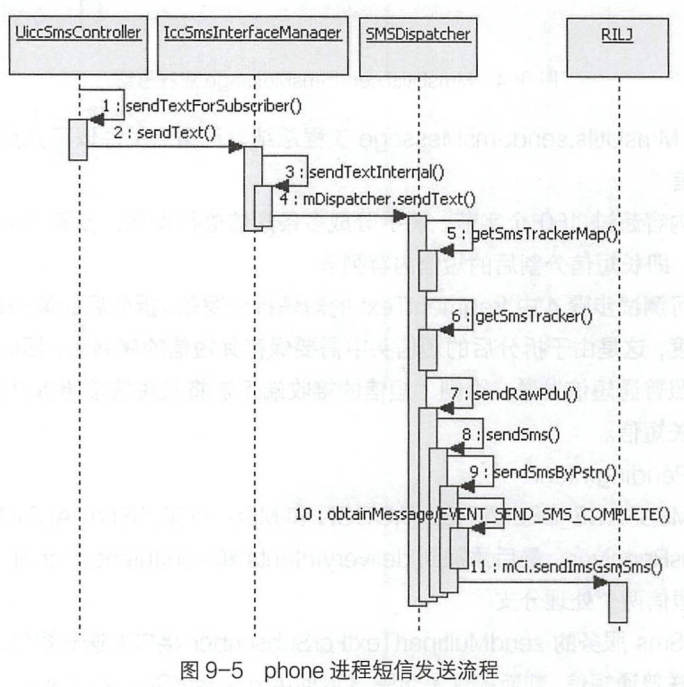 UiccSmsController
IccSmsInterfaceManager
SMSDispatcher
RILJ
1 : sendTextForSubscriber()
2 : sendText()
3 : sendTextInternal()
4 : mDispatcher.sendText()
5 : getSmsTrackerMap()
6 : getSmsTracker()
7 : sendRawPdu()
8 : sendSms()
9 : sendSmsByPstn()
10 : obtainMessage/EVENT_SEND_SMS_COMPLETE()
11 : mCi.sendImsGsmSms()
图 9-5 phone 进程短信发送流程